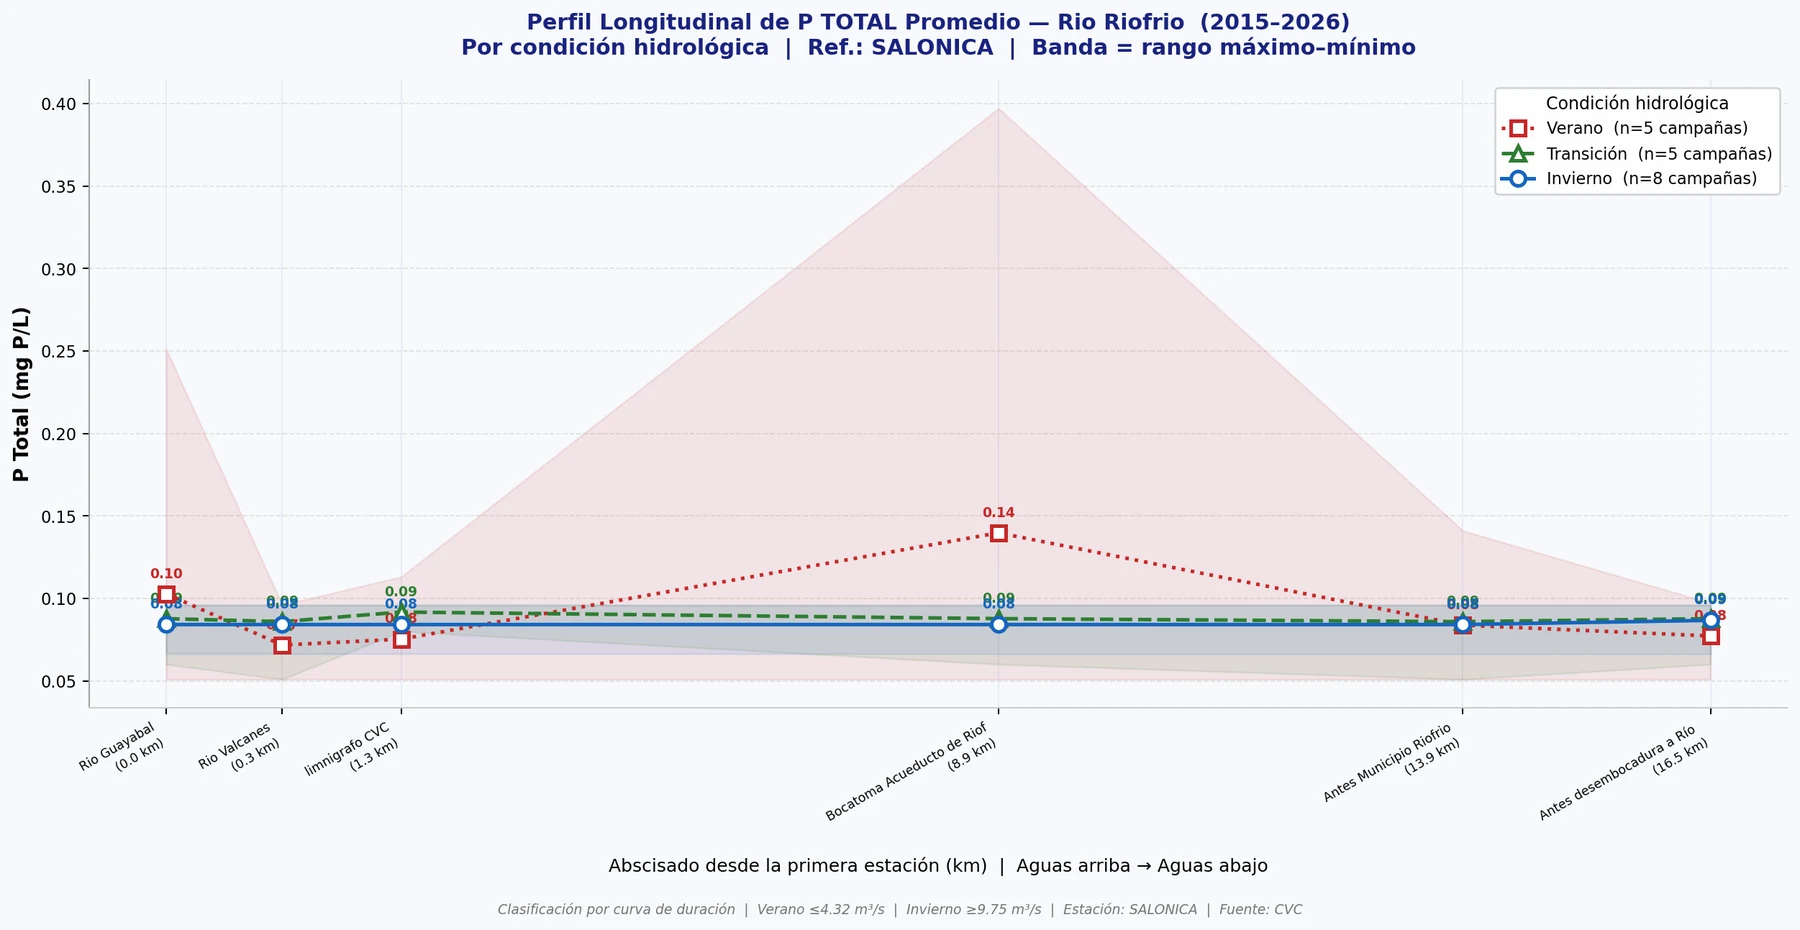 Perfil Longitudinal de P TOTAL Promedio — Rio Riofrio (2015–2026)
Por condición hidrológica | Ref.: SALONICA | Banda = rango máximo–mínimo
Condición hidrológica
Verano (n=5 campañas)
Transición (n=5 campañas)
Invierno (n=8 campañas)
P Total (mg P/L)
0.40
0.35
0.30
0.25
0.20
0.15
0.10
0.05
0.10
0.08
0.08
0.09
0.08
0.14
0.09
0.08
0.08
0.09
Rio Guayabal
(0.0 km)
Rio Valcanes
(0.3 km)
limnigrafo CVC
(1.3 km)
Bocatoma Acueducto de Riof
(8.9 km)
Antes Municipio Riofrio
(13.9 km)
Antes desembocadura a Río
(16.5 km)
Abscisado desde la primera estación (km) | Aguas arriba → Aguas abajo
Clasificación por curva de duración | Verano ≤4.32 m³/s | Invierno ≥9.75 m³/s | Estación: SALONICA | Fuente: CVC